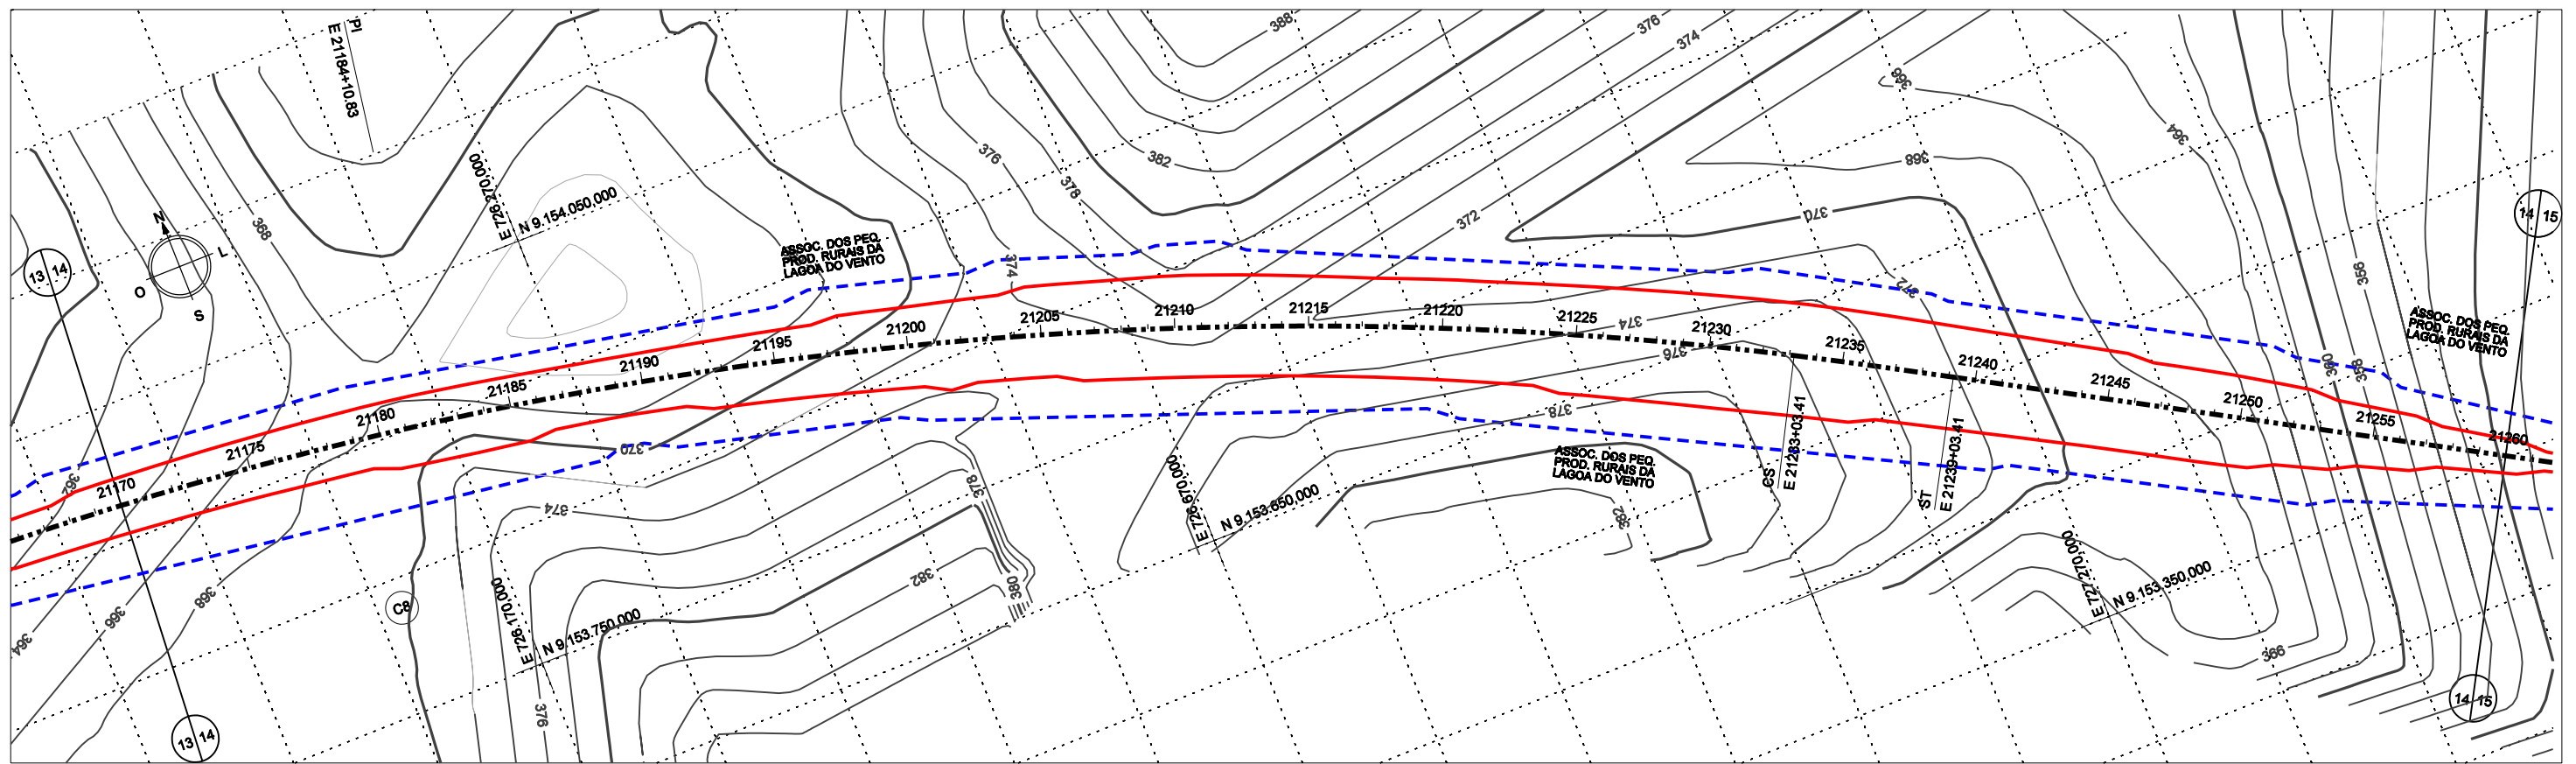 PI
E 21184+10.83
388
376
374
366
364
382
376
378
368
368
372
370
14 15
E 726.270,000
N 9.154.050,000
N
L
O
S
13 14
ASSOC. DOS PEQ.
PROD. RURAIS DA
LAGOA DO VENTO
374
372
356
ASSOC. DOS PEQ.
PROD. RURAIS DA
LAGOA DO VENTO
360
358
374
376
378
21170
21175
21180
21185
21190
21195
21200
21205
21210
21215
21220
21225
21230
21235
21240
21245
21250
21255
21260
362
370
374
378
CS
E 21233+03.41
ST
E 21239+03.41
ASSOC. DOS PEQ.
PROD. RURAIS DA
LAGOA DO VENTO
E 726.670,000
N 9.153.650,000
382
364
366
368
C8
382
380
E 726.170,000
N 9.153.750,000
376
E 727.270,000
N 9.153.350,000
366
13 14
14 15